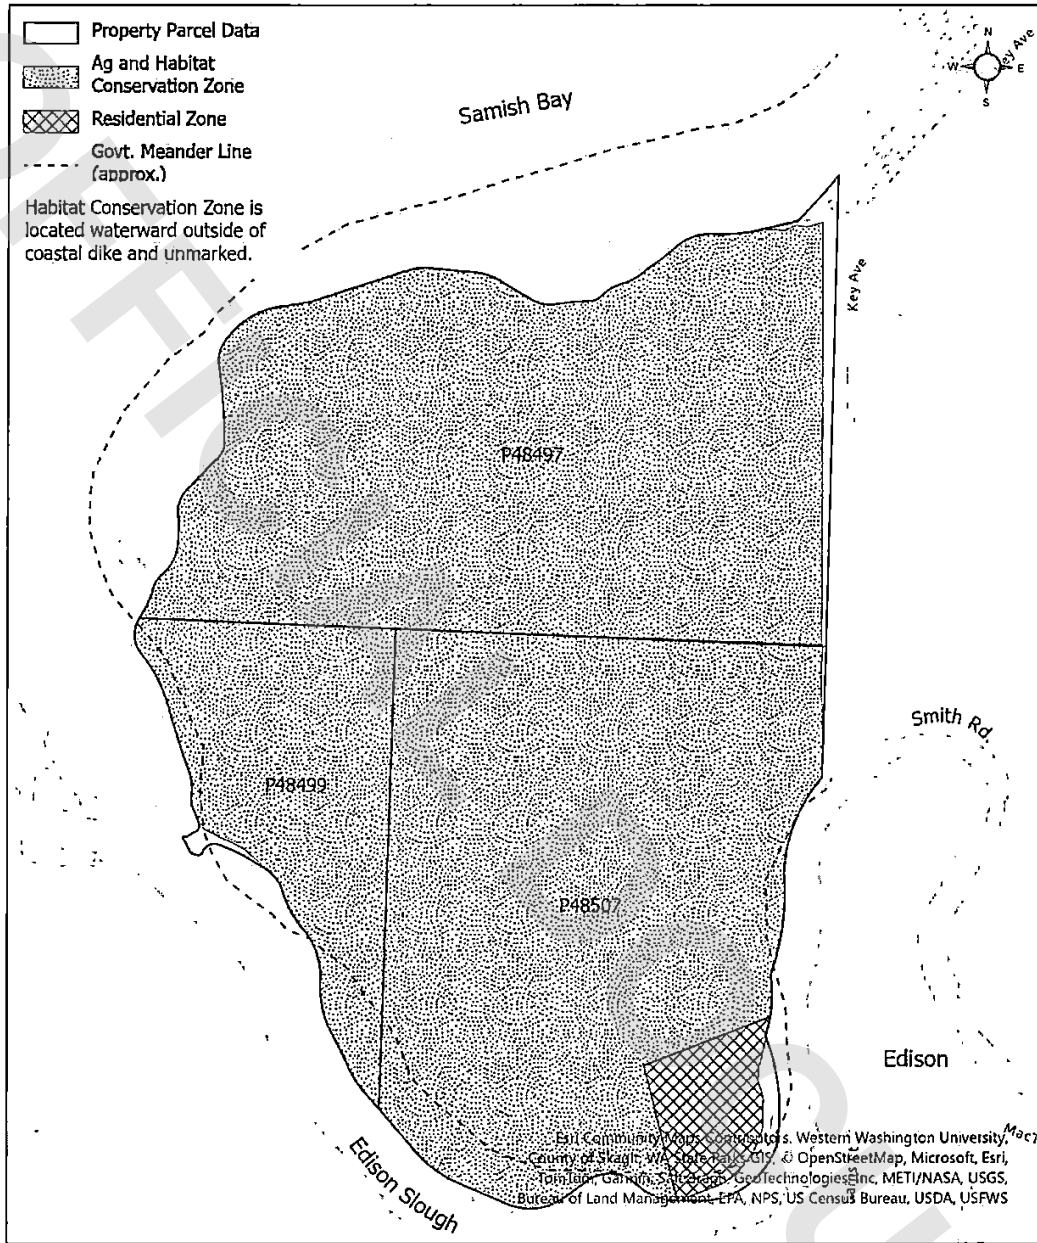 Property Parcel Data
Ag and Habitat
Conservation Zone
Residential Zone
Govt. Meander Line
(approx.)
Habitat Conservation Zone is
located waterward outside of
coastal dike and unmarked.
Samish Bay
N
W
E
S
Key Ave
Key Ave
P48497
Smith Rd.
P48499
P48507
Edison
Edison Slough
Esri Community Maps Contributors, Western Washington University,
County of Skagit, WA State Parks GIS, © OpenStreetMap, Microsoft, Esri,
TomTom, Garmin, SafeGraph, GeoTechnologies, Inc, METI/NASA, USGS,
Bureau of Land Management, EPA, NPS, US Census Bureau, USDA, USFWS